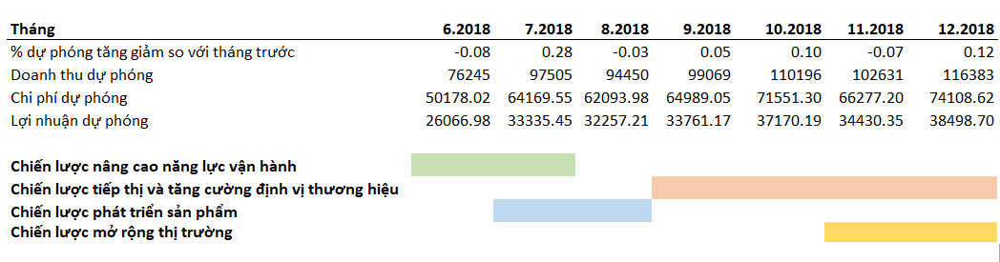 Tháng 6.2018 7.2018 8.2018 9.2018 10.2018 11.2018 12.2018
% dự phóng tăng giảm so với tháng trước -0.08 0.28 -0.03 0.05 0.10 -0.07 0.12
Doanh thu dự phóng 76245 97505 94450 99069 110196 102631 116383
Chi phí dự phóng 50178.02 64169.55 62093.98 64989.05 71551.30 66277.20 74108.62
Lợi nhuận dự phóng 26066.98 33335.45 32257.21 33761.17 37170.19 34430.35 38498.70
Chiến lược nâng cao năng lực vận hành
Chiến lược tiếp thị và tăng cường định vị thương hiệu
Chiến lược phát triển sản phẩm
Chiến lược mở rộng thị trường